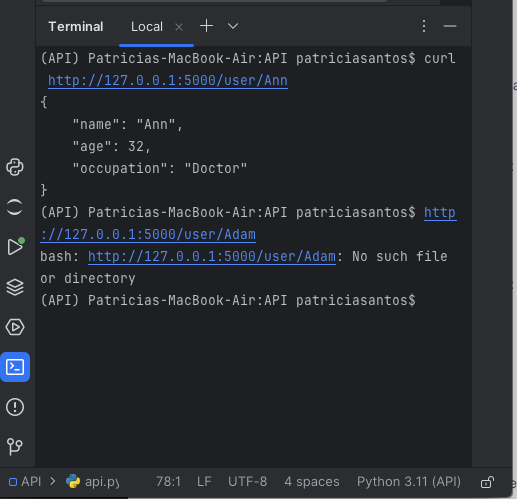 Terminal Local
(API) Patricias-MacBook-Air:API patriciasantos$ curl
http://127.0.0.1:5000/user/Ann
{
    "name": "Ann",
    "age": 32,
    "occupation": "Doctor"
}
(API) Patricias-MacBook-Air:API patriciasantos$ http
://127.0.0.1:5000/user/Adam
bash: http://127.0.0.1:5000/user/Adam: No such file
or directory
(API) Patricias-MacBook-Air:API patriciasantos$
API > api.py 78:1 LF UTF-8 4 spaces Python 3.11 (API)